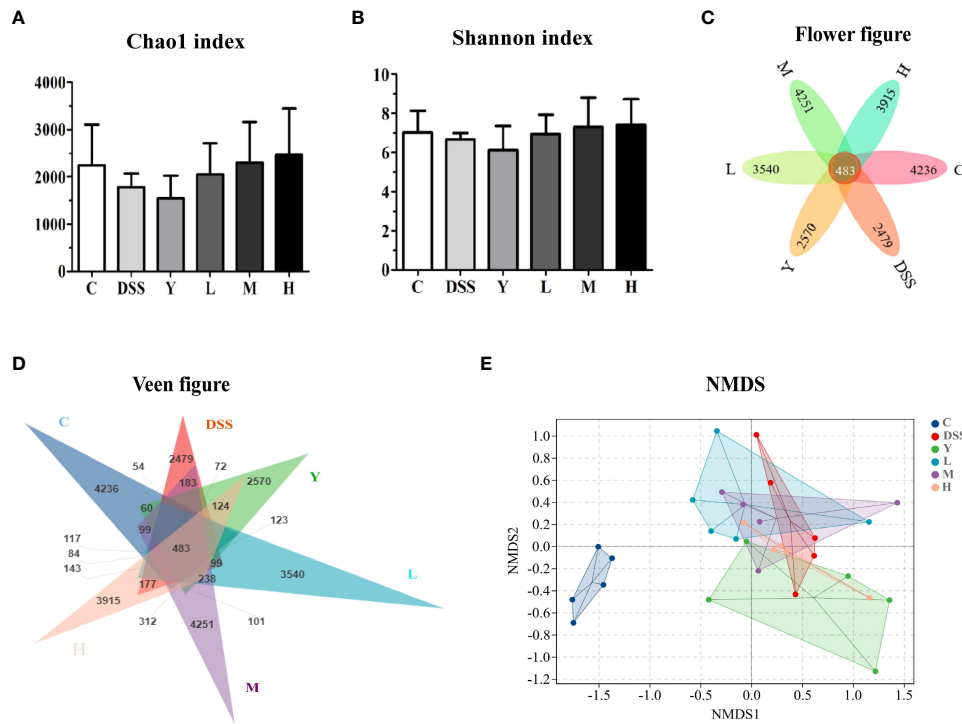 A
Chao1 index
4000
3000
2000
1000
0
C DSS Y L M H
B
Shannon index
10
8
6
4
2
0
C DSS Y L M H
C
Flower figure
M
H
4251
3915
L
3540
483
4236
C
2570
2479
Y
DSS
D
Veen figure
C
DSS
54
2479
72
Y
4236
183
2570
60
124
99
123
117
483
84
143
99
L
177
238
3540
3915
312
4251
101
H
M
E
NMDS
NMDS2
1.0
0.8
0.6
0.4
0.2
0.0
-0.2
-0.4
-0.6
-0.8
-1.0
-1.2
-1.5 -1.0 -0.5 0.0 0.5 1.0 1.5
NMDS1
C
DSS
Y
L
M
H